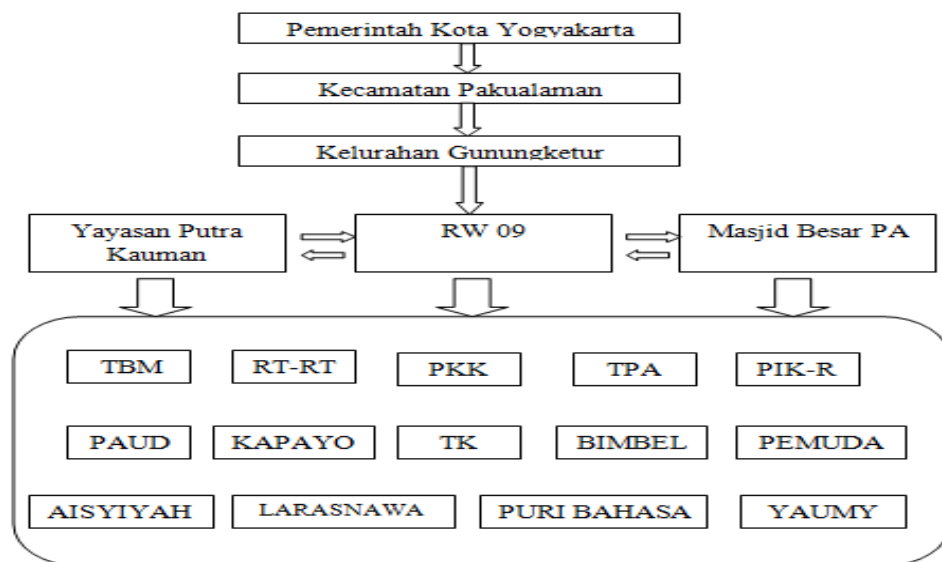 Pemerintah Kota Yogyakarta
Kecamatan Pakualaman
Kelurahan Gunungketur
Yayasan Putra
Kauman
RW 09
Masjid Besar PA
TBM
RT-RT
PKK
TPA
PIK-R
PAUD
KAPAYO
TK
BIMBEL
PEMUDA
AISYIYAH
LARASNAWA
PURI BAHASA
YAUMY